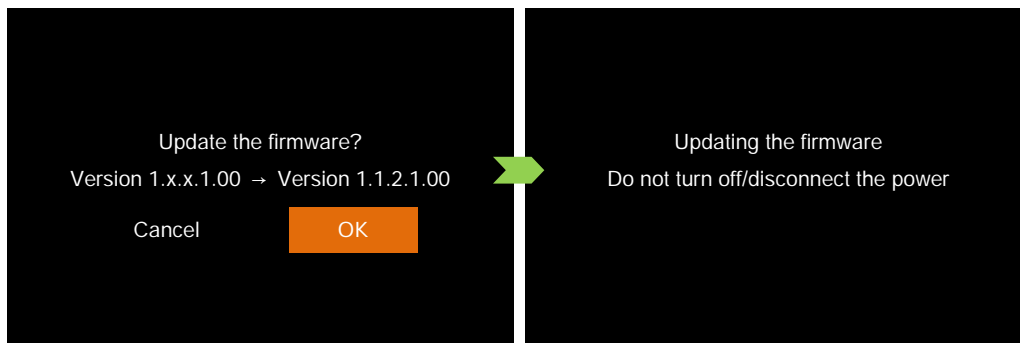 Update the firmware?
Version 1.x.x.1.00 → Version 1.1.2.1.00
Cancel OK
Updating the firmware
Do not turn off/disconnect the power